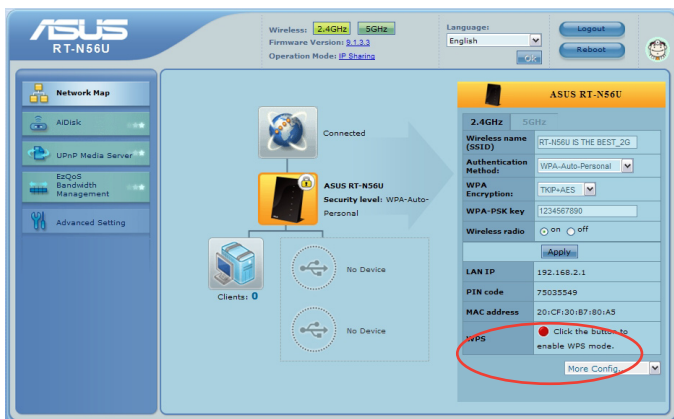 ASUS
RT-N56U
Wireless: 2.4GHz 5GHz
Firmware Version: 9.1.3.3
Operation Mode: IP Sharing
Language:
English
OK
Logout
Reboot
Network Map
AiDisk
UPnP Media Server
EzQoS
Bandwidth
Management
Advanced Setting
Connected
ASUS RT-N56U
Security level: WPA-Auto-
Personal
Clients: 0
No Device
No Device
ASUS RT-N56U
2.4GHz 5GHz
Wireless name
(SSID)
RT-N56U IS THE BEST_2G
Authentication
Method:
WPA-Auto-Personal
WPA
Encryption:
TKIP+AES
WPA-PSK key
1234567890
Wireless radio
on off
Apply
LAN IP
192.168.2.1
PIN code
75035549
MAC address
20:CF:30:B7:80:A5
WPS
Click the button to
enable WPS mode.
More Config...